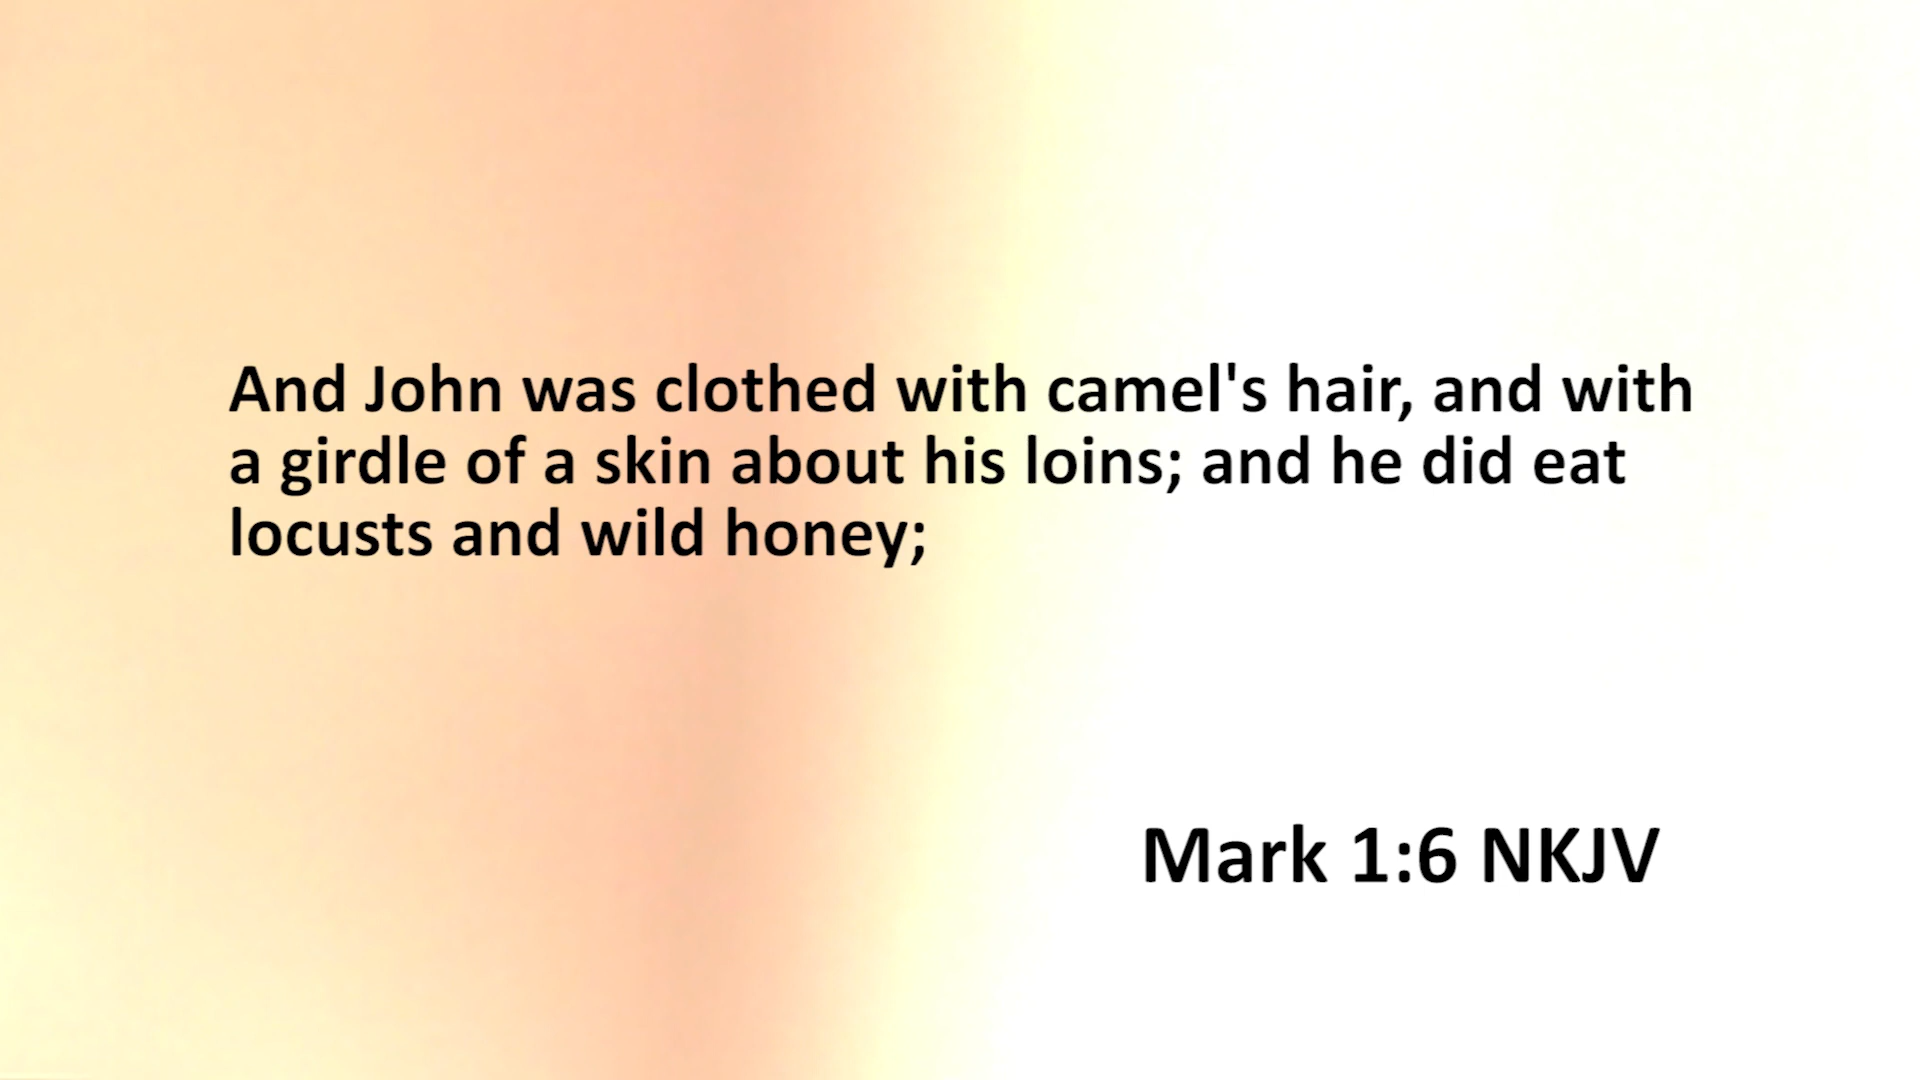 And John was clothed with camel's hair, and with
a girdle of a skin about his loins; and he did eat
locusts and wild honey;
Mark 1:6 NKJV